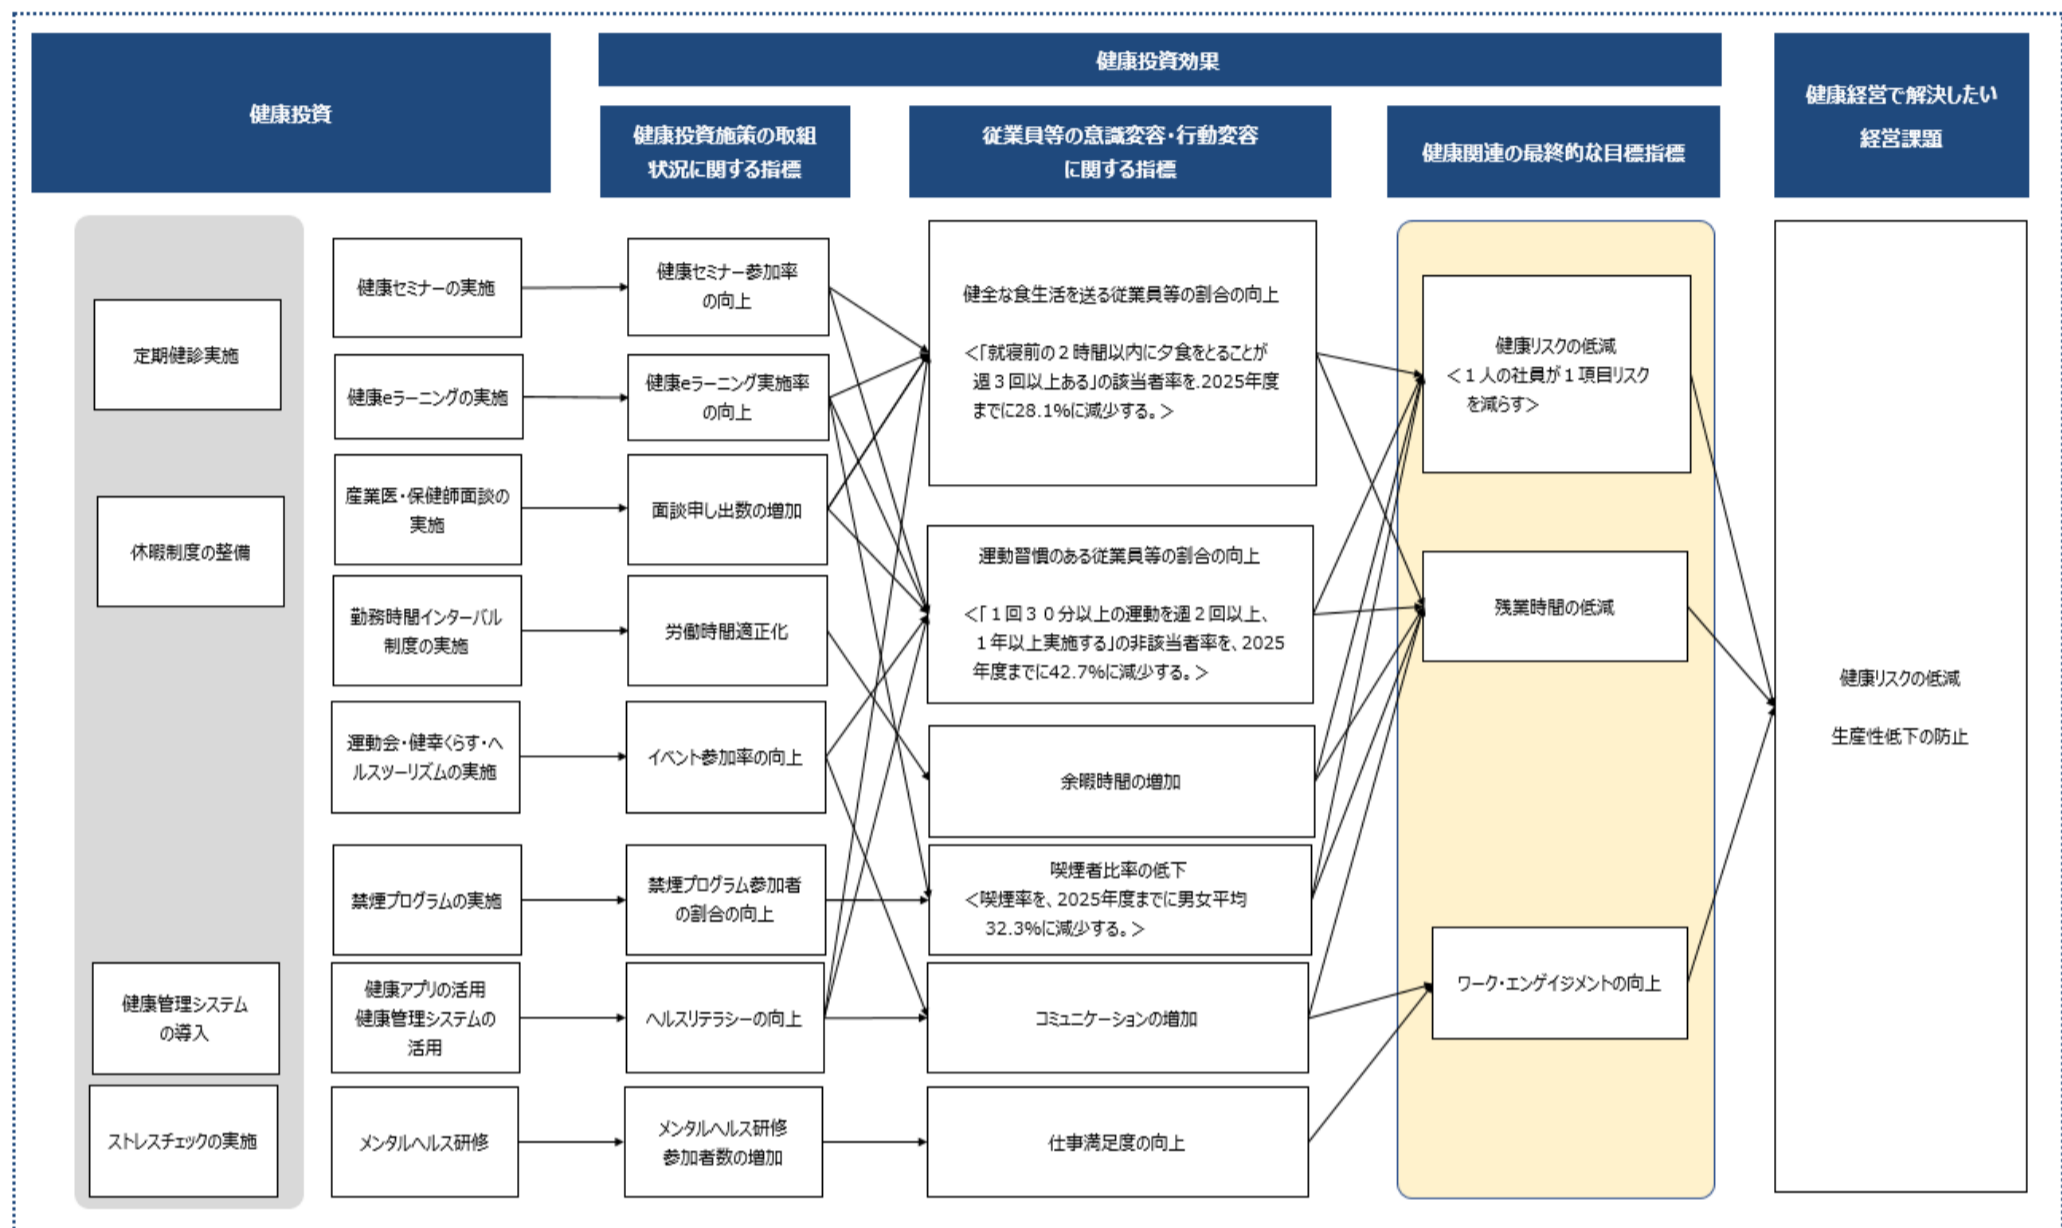 健康投資
健康投資効果
健康経営で解決したい
経営課題
健康投資施策の取組
状況に関する指標
従業員等の意識変容・行動変容
に関する指標
健康関連の最終的な目標指標
定期健診実施
休暇制度の整備
健康管理システム
の導入
ストレスチェックの実施
健康セミナーの実施
健康eラーニングの実施
産業医・保健師面談の
実施
勤務時間インターバル
制度の実施
運動会・健幸くらす・ヘ
ルスツーリズムの実施
禁煙プログラムの実施
健康アプリの活用
健康管理システムの
活用
メンタルヘルス研修
健康セミナー参加率
の向上
健康eラーニング実施率
の向上
面談申し出数の増加
労働時間適正化
イベント参加率の向上
禁煙プログラム参加者
の割合の向上
ヘルスリテラシーの向上
メンタルヘルス研修
参加者数の増加
健全な食生活を送る従業員等の割合の向上
<「就寝前の2時間以内に夕食をとることが
週3回以上ある」の該当者率を.2025年度
までに28.1%に減少する。>
運動習慣のある従業員等の割合の向上
<「1回30分以上の運動を週2回以上、
1年以上実施する」の非該当者率を、2025
年度までに42.7%に減少する。>
余暇時間の増加
喫煙者比率の低下
<喫煙率を、2025年度までに男女平均
32.3%に減少する。>
コミュニケーションの増加
仕事満足度の向上
健康リスクの低減
<1人の社員が1項目リスク
を減らす>
残業時間の低減
ワーク・エンゲイジメントの向上
健康リスクの低減
生産性低下の防止